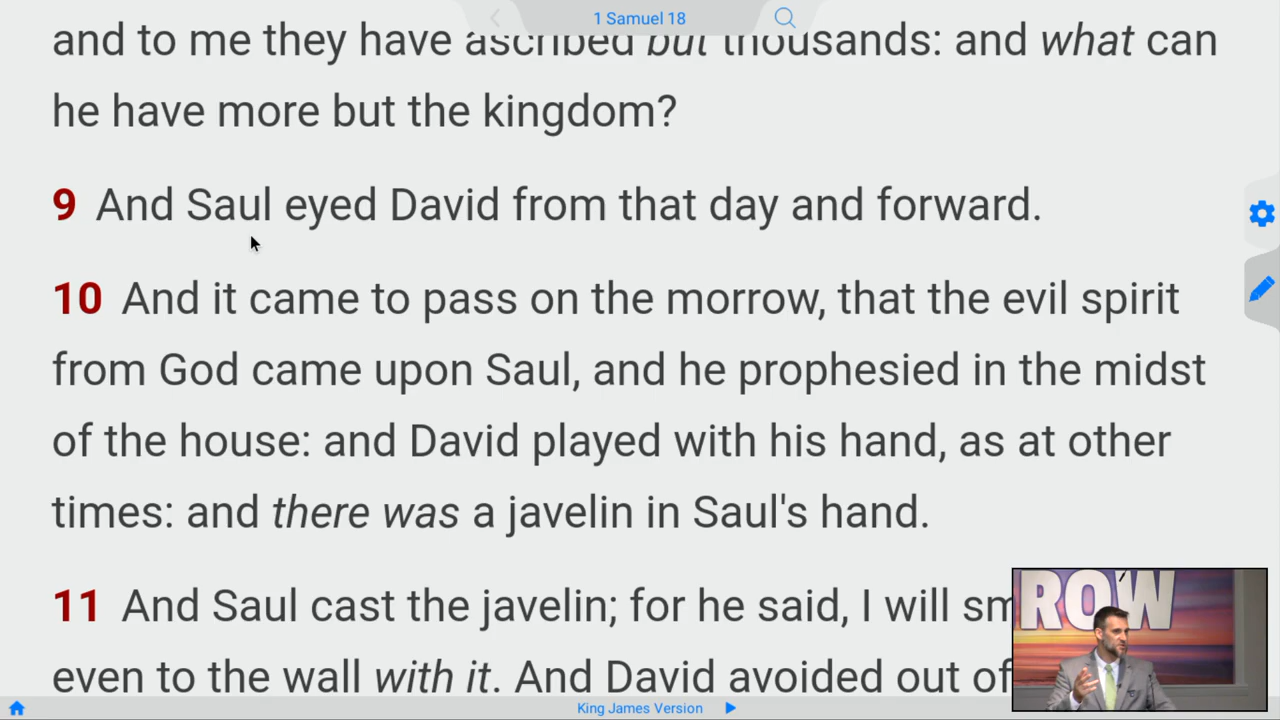 1 Samuel 18
and to me they have ascribed but thousands: and what can
he have more but the kingdom?
9 And Saul eyed David from that day and forward.
10 And it came to pass on the morrow, that the evil spirit
from God came upon Saul, and he prophesied in the midst
of the house: and David played with his hand, as at other
times: and there was a javelin in Saul's hand.
11 And Saul cast the javelin; for he said, I will sm
even to the wall with it. And David avoided out of
ROW
King James Version